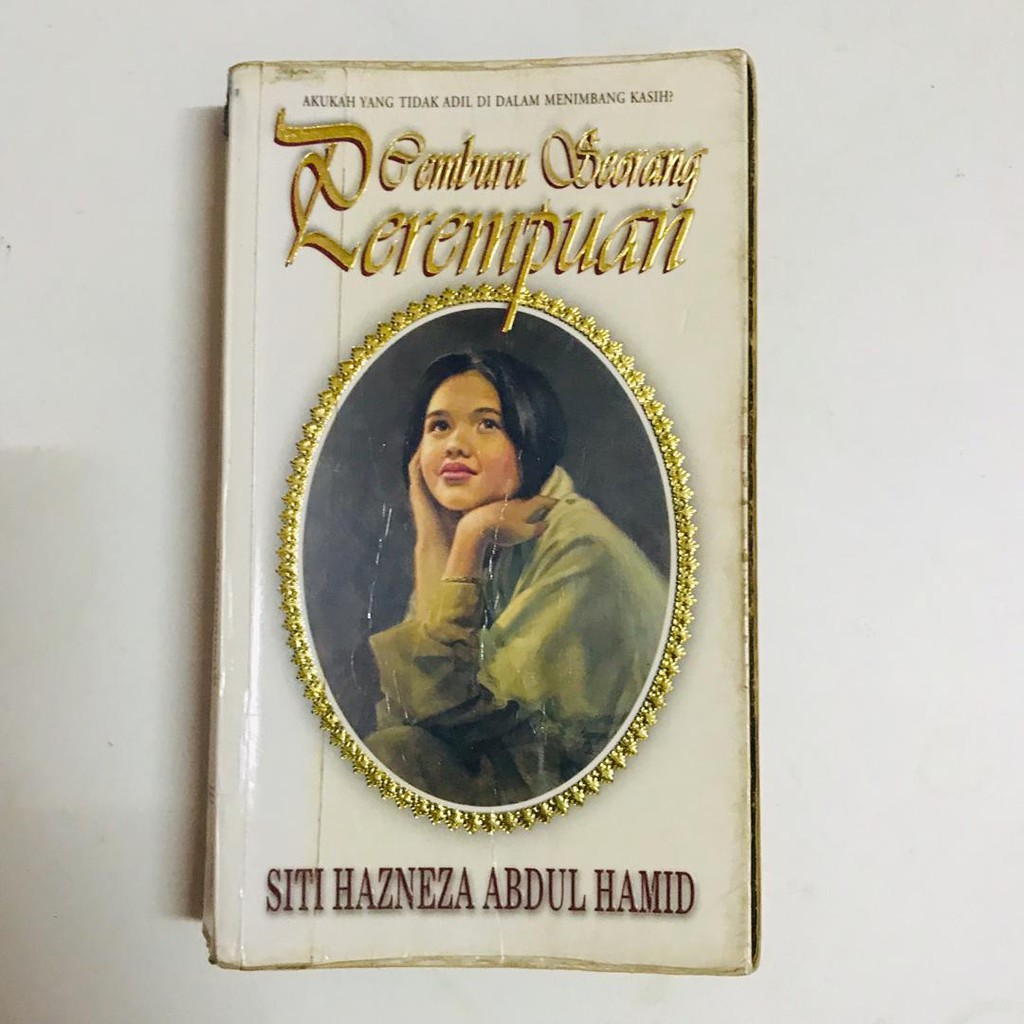 AKUKAH YANG TIDAK ADIL DI DALAM MENIMBANG KASIH?
Cemburu Seorang
Perempuan
SITI HAZNEZA ABDUL HAMID